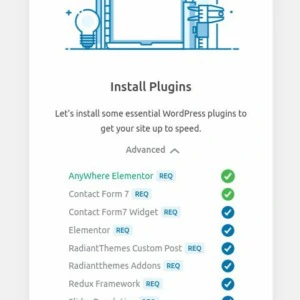 Install Plugins
Let's install some essential WordPress plugins to
get your site up to speed.
Advanced
AnyWhere Elementor REQ
Contact Form 7 REQ
Contact Form7 Widget REQ
Elementor REQ
RadiantThemes Custom Post REQ
Radiantthemes Addons REQ
Redux Framework REQ